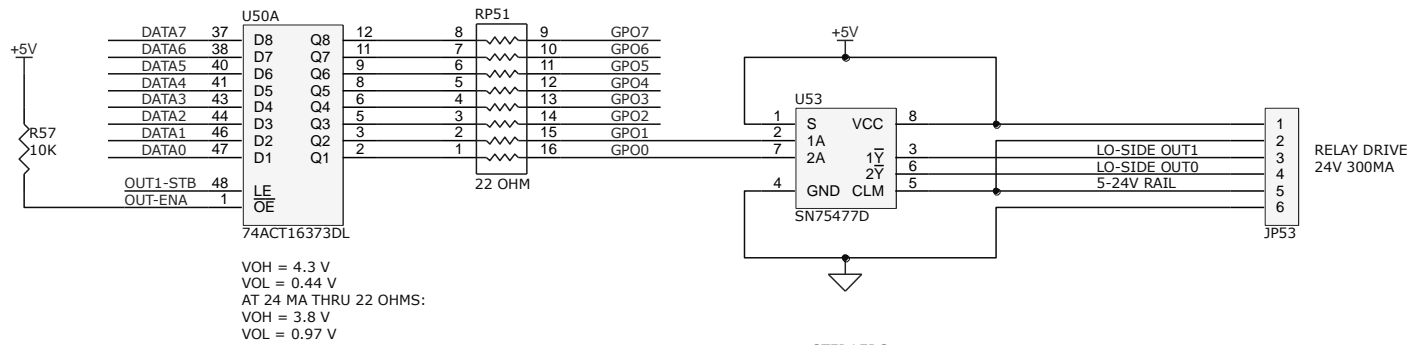 U50A
RP51
DATA7 37 D8 Q8 12 8 9 GPO7
DATA6 38 D7 Q7 11 7 10 GPO6
DATA5 40 D6 Q6 9 6 11 GPO5
DATA4 41 D5 Q5 8 5 12 GPO4
DATA3 43 D4 Q4 6 4 13 GPO3
DATA2 44 D3 Q3 5 3 14 GPO2
DATA1 46 D2 Q2 3 2 15 GPO1
DATA0 47 D1 Q1 2 1 16 GPO0
+5V
R57
10K
OUT1-STB 48 LE
OUT-ENA 1 OE
74ACT16373DL
22 OHM
VOH = 4.3 V
VOL = 0.44 V
AT 24 MA THRU 22 OHMS:
VOH = 3.8 V
VOL = 0.97 V
+5V
U53
1 S VCC 8
2 1A
7 2A 1Y 3
2Y 6
4 GND CLM 5
SN75477D
LO-SIDE OUT1
LO-SIDE OUT0
5-24V RAIL
1
2
3
4
5
6
JP53
RELAY DRIVE
24V 300MA